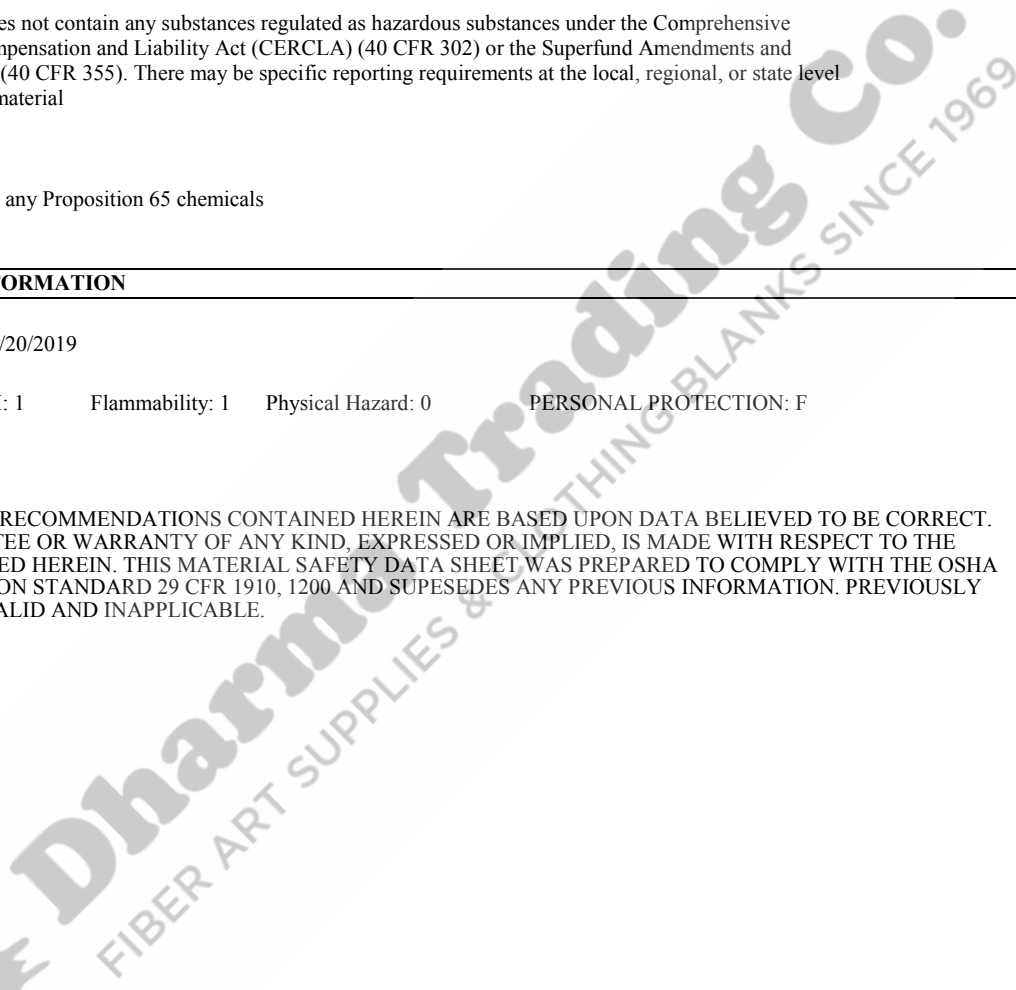 es not contain any substances regulated as hazardous substances under the Comprehensive
mpensation and Liability Act (CERCLA) (40 CFR 302) or the Superfund Amendments and
(40 CFR 355). There may be specific reporting requirements at the local, regional, or state level
material
any Proposition 65 chemicals
FORMATION
/20/2019
: 1 Flammability: 1 Physical Hazard: 0 PERSONAL PROTECTION: F
RECOMMENDATIONS CONTAINED HEREIN ARE BASED UPON DATA BELIEVED TO BE CORRECT.
TEE OR WARRANTY OF ANY KIND, EXPRESSED OR IMPLIED, IS MADE WITH RESPECT TO THE
ED HEREIN. THIS MATERIAL SAFETY DATA SHEET WAS PREPARED TO COMPLY WITH THE OSHA
ON STANDARD 29 CFR 1910, 1200 AND SUPESEDES ANY PREVIOUS INFORMATION. PREVIOUSLY
ALID AND INAPPLICABLE.
Dharma Trading Co.
FIBER ART SUPPLIES & CLOTHING BLANKS SINCE 1969